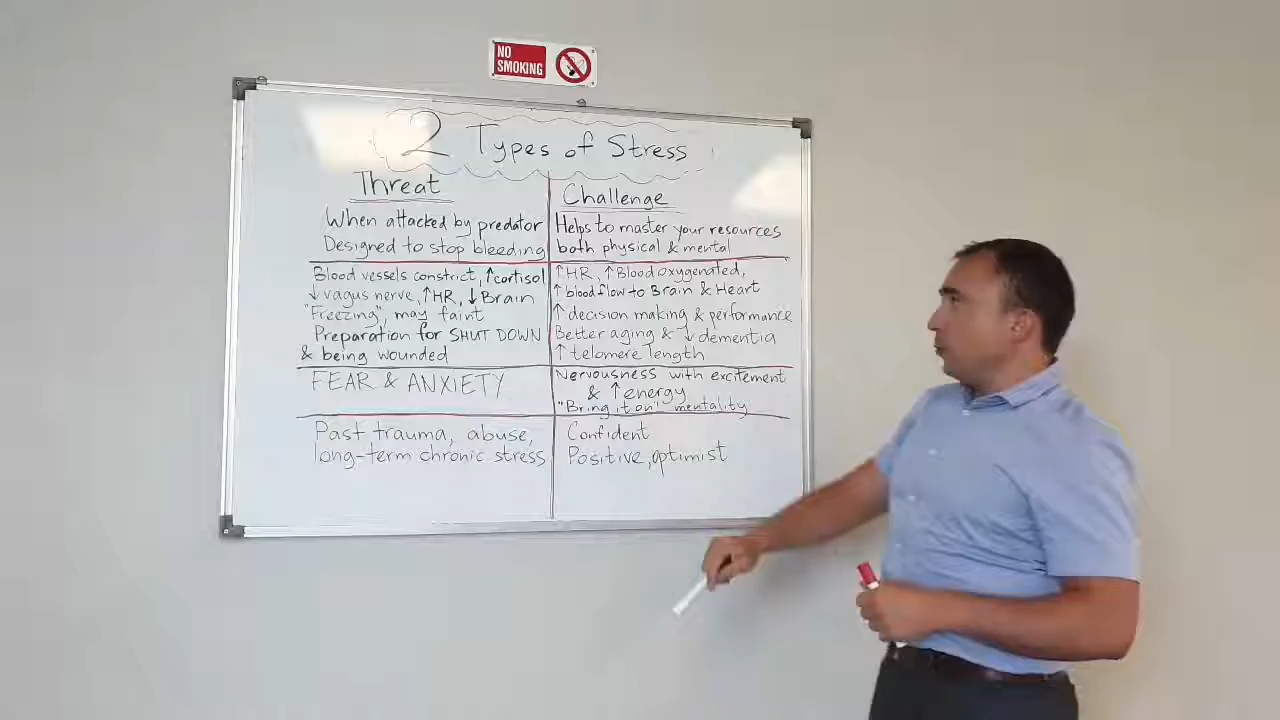 NO
SMOKING
2 Types of Stress
Threat
When attacked by predator
Designed to stop bleeding
Blood vessels constrict, ↑cortisol
↓ vagus nerve, ↑HR, ↓Brain
"Freezing", may faint
Preparation for SHUT DOWN
& being wounded
FEAR & ANXIETY
Past trauma, abuse,
long-term chronic stress
Challenge
Helps to master your resources
both physical & mental
↑HR, ↑Blood oxygenated,
↑ bloodflow to Brain & Heart
↑ decision making & performance
Better aging & ↓ dementia
↑ telomere length
Nervousness with excitement
& ↑energy
"Bring it on" mentality
Confident
Positive, optimist